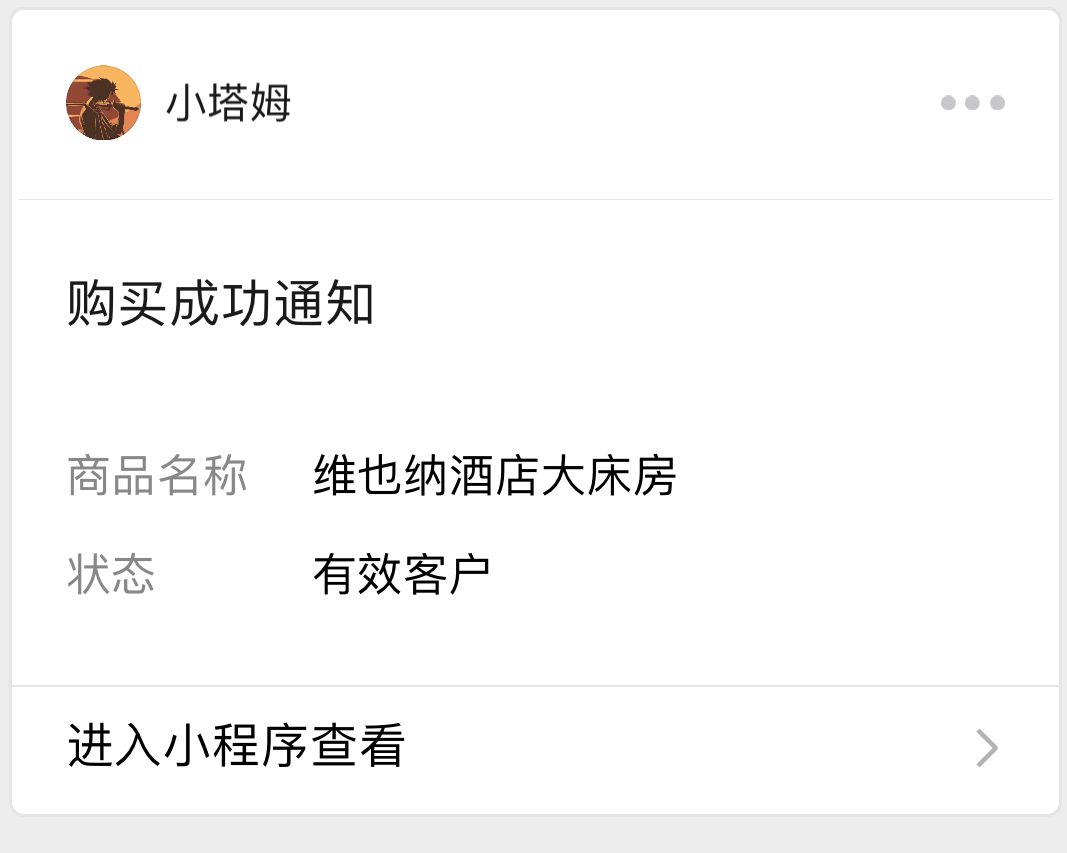 小塔姆
购买成功通知
商品名称 维也纳酒店大床房
状态 有效客户
进入小程序查看